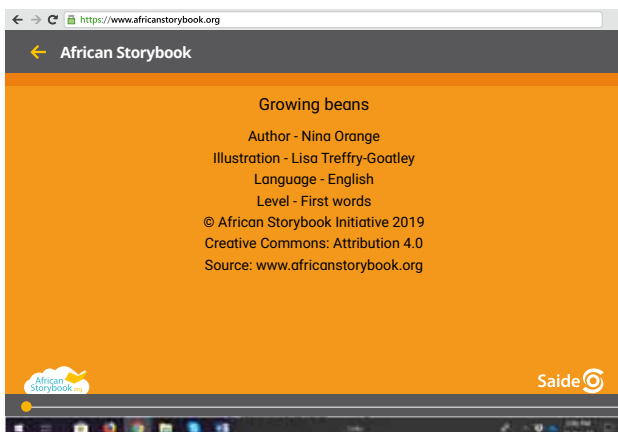 https://www.africanstorybook.org
African Storybook
Growing beans
Author - Nina Orange
Illustration - Lisa Treffry-Goatley
Language - English
Level - First words
© African Storybook Initiative 2019
Creative Commons: Attribution 4.0
Source: www.africanstorybook.org
African
Storybook.org
Saide